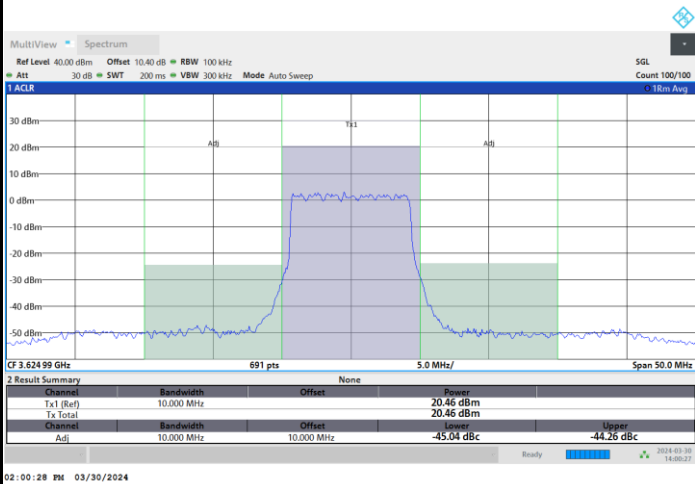 MultiView Spectrum
Ref Level 40.00 dBm Offset 10.40 dB RBW 100 kHz SGL
Att 30 dB SWT 200 ms VBW 300 kHz Mode Auto Sweep Count 100/100
1 ACLR 1Rm Avg
30 dBm
Tx1
20 dBm
Adj Adj
10 dBm
0 dBm
-10 dBm
-20 dBm
-30 dBm
-40 dBm
-50 dBm
CF 3.624 99 GHz 691 pts 5.0 MHz/ Span 50.0 MHz
2 Result Summary None
Channel Bandwidth Offset Power
Tx1 (Ref) 10.000 MHz 20.46 dBm
Tx Total 20.46 dBm
Channel Bandwidth Offset Lower Upper
Adj 10.000 MHz 10.000 MHz -45.04 dBc -44.26 dBc
Ready 2024-03-30
14:00:27
02:00:28 PM 03/30/2024